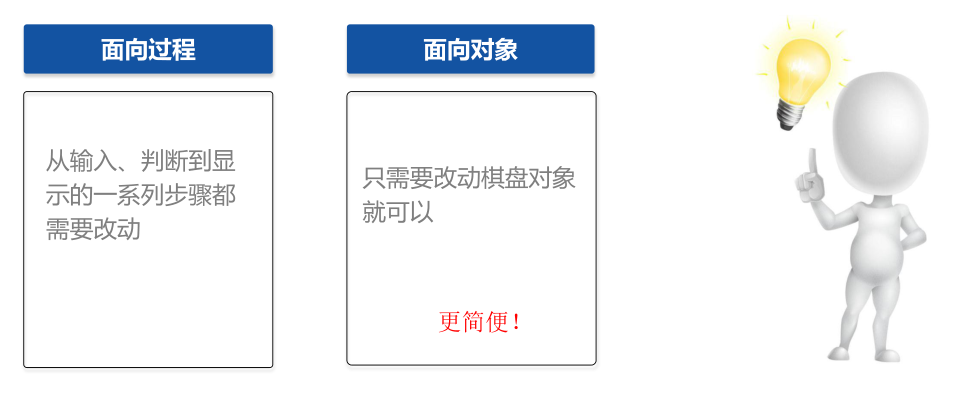 面向过程
面向对象
从输入、判断到显
示的一系列步骤都
需要改动
只需要改动棋盘对象
就可以
更简便！